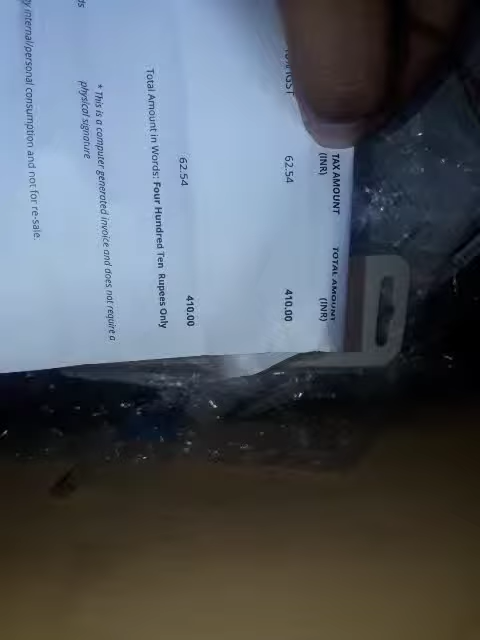 TAX AMOUNT (INR) TOTAL AMOUNT (INR)
62.54 410.00
62.54 410.00
Total Amount in Words: Four Hundred Ten Rupees Only
* This is a computer generated invoice and does not require a
physical signature
internal/personal consumption and not for re-sale.